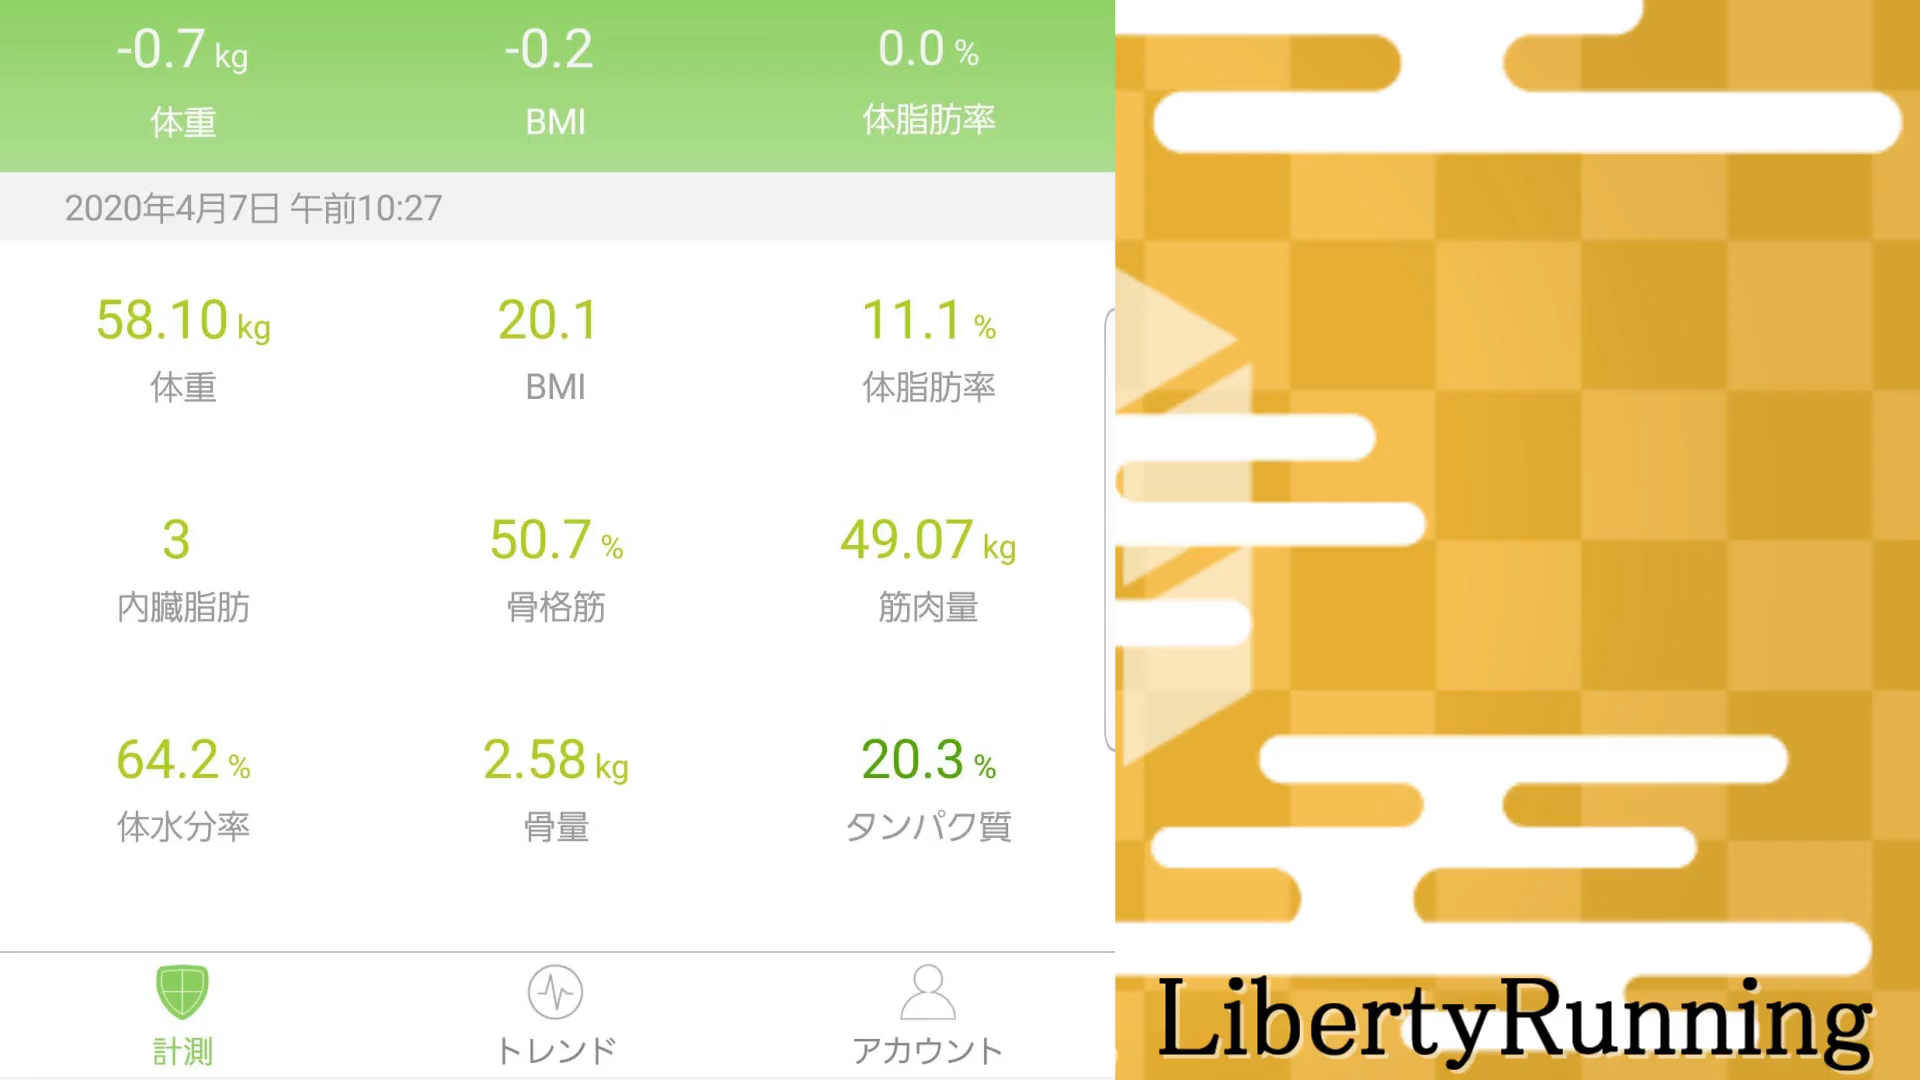 -0.7 kg -0.2 0.0 %
体重 BMI 体脂肪率
2020年4月7日 午前10:27
58.10 kg 20.1 11.1 %
体重 BMI 体脂肪率
3 50.7 % 49.07 kg
内臓脂肪 骨格筋 筋肉量
64.2 % 2.58 kg 20.3 %
体水分率 骨量 タンパク質
計測 トレンド アカウント
LibertyRunning